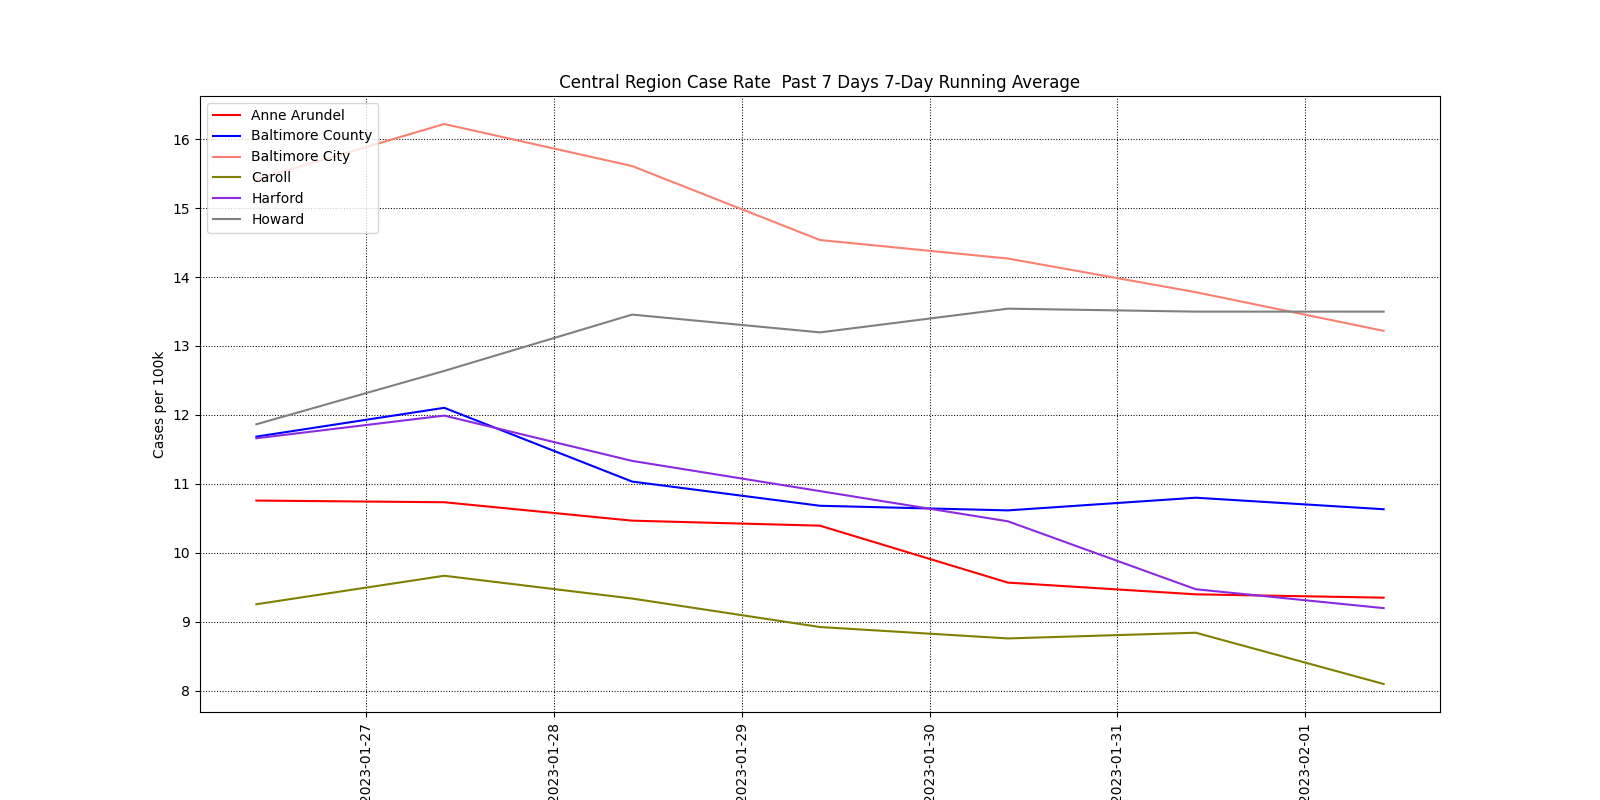 Central Region Case Rate  Past 7 Days 7-Day Running Average
Anne Arundel
Baltimore County
Baltimore City
Caroll
Harford
Howard
Cases per 100k
16
15
14
13
12
11
10
9
8
2023-01-27
2023-01-28
2023-01-29
2023-01-30
2023-01-31
2023-02-01